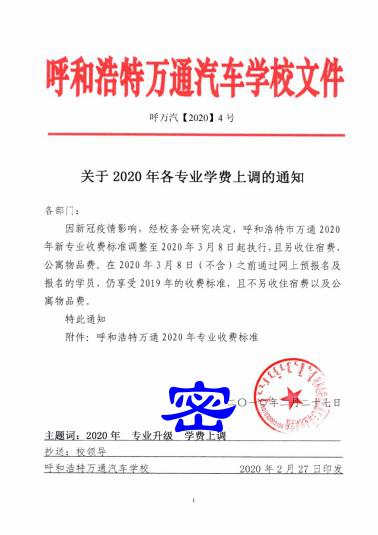 呼和浩特万通汽车学校文件
呼万汽【2020】4 号
关于 2020 年各专业学费上调的通知
各部门：
因新冠疫情影响，经校务会研究决定，呼和浩特市万通 2020
年新专业收费标准调整至 2020 年 3 月 8 日起执行，且另收住宿费，
公寓物品费。在 2020 年 3 月 8 日（不含）之前通过网上预报名及
报名的学员，仍享受 2019 年的收费标准，且不另收住宿费以及公
寓物品费。
特此通知
附件：呼和浩特万通 2020 年专业收费标准
密
二〇二〇年二月二十七日
主题词：2020 年 专业升级 学费上调
抄送：校领导
呼和浩特万通汽车学校 2020 年 2 月 27 日印发
1